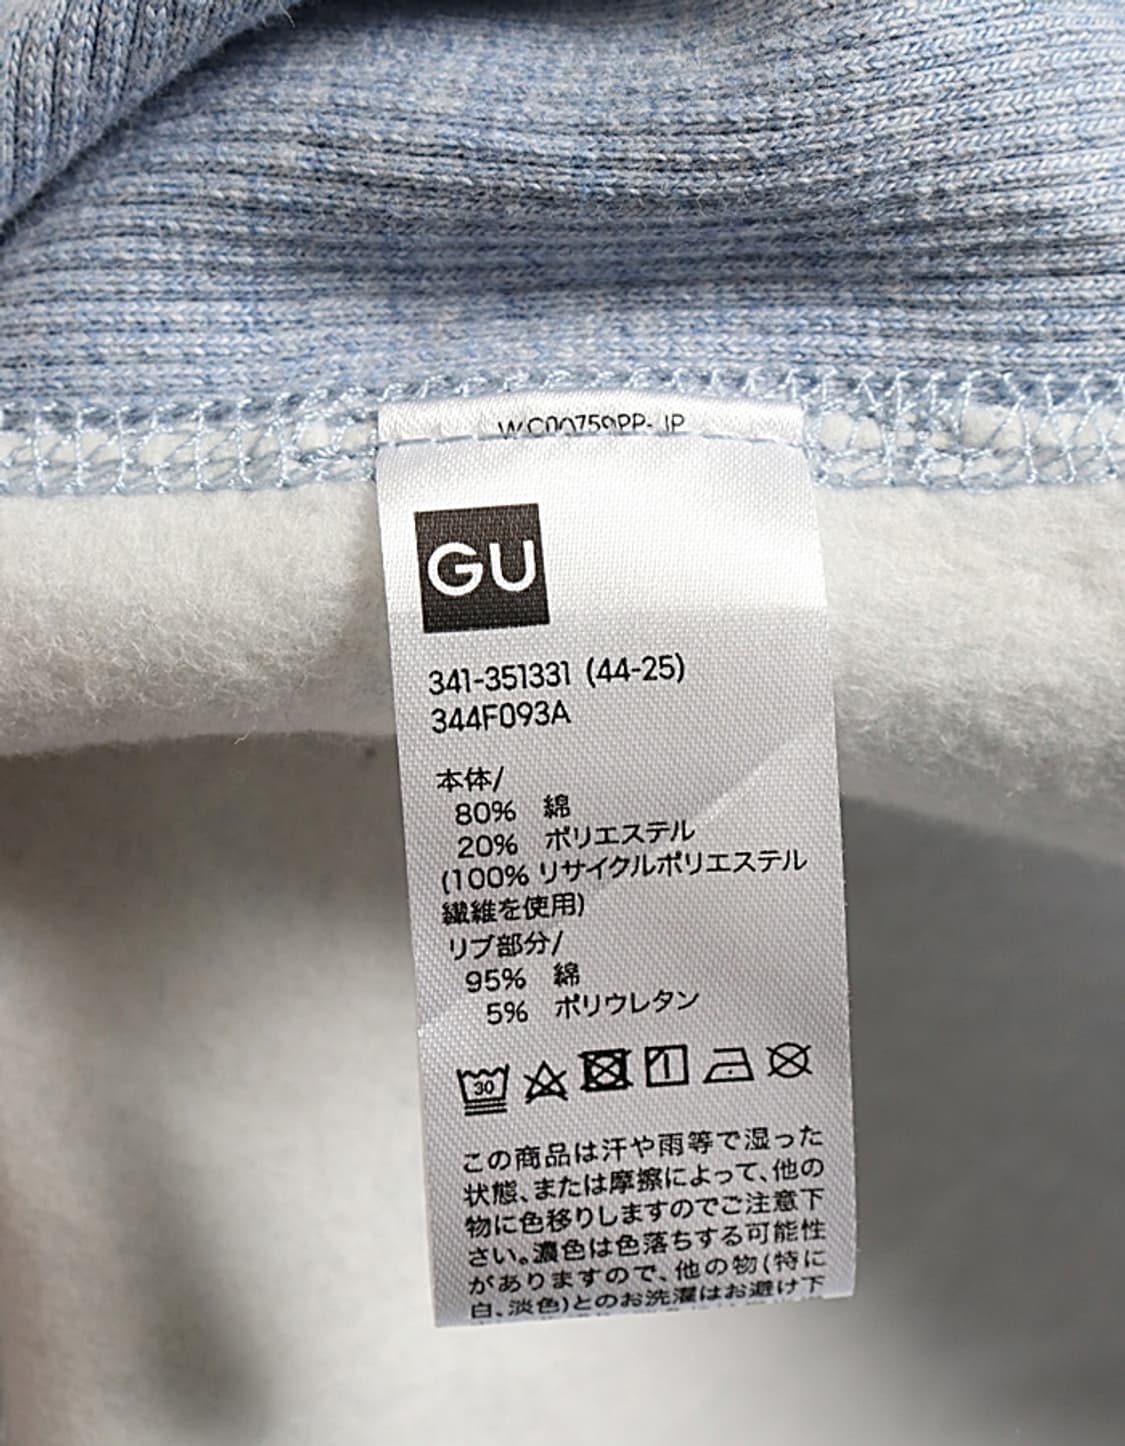 GU
341-351331 (44-25)
344F093A
本体/
80% 綿
20% ポリエステル
(100% リサイクルポリエステル
繊維を使用)
リブ部分/
95% 綿
5% ポリウレタン
30
この商品は汗や雨等で湿った
状態、または摩擦によって、他の
物に色移りしますのでご注意下
さい。濃色は色落ちする可能性
がありますので、他の物(特に
白、淡色)とのお洗濯はお避け下